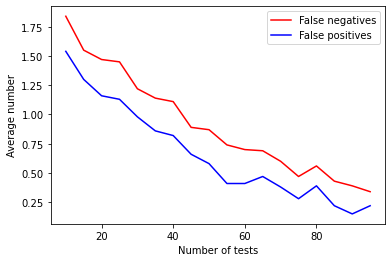 False negatives
False positives
1.75
1.50
1.25
1.00
0.75
0.50
0.25
Average number
20
40
60
80
Number of tests